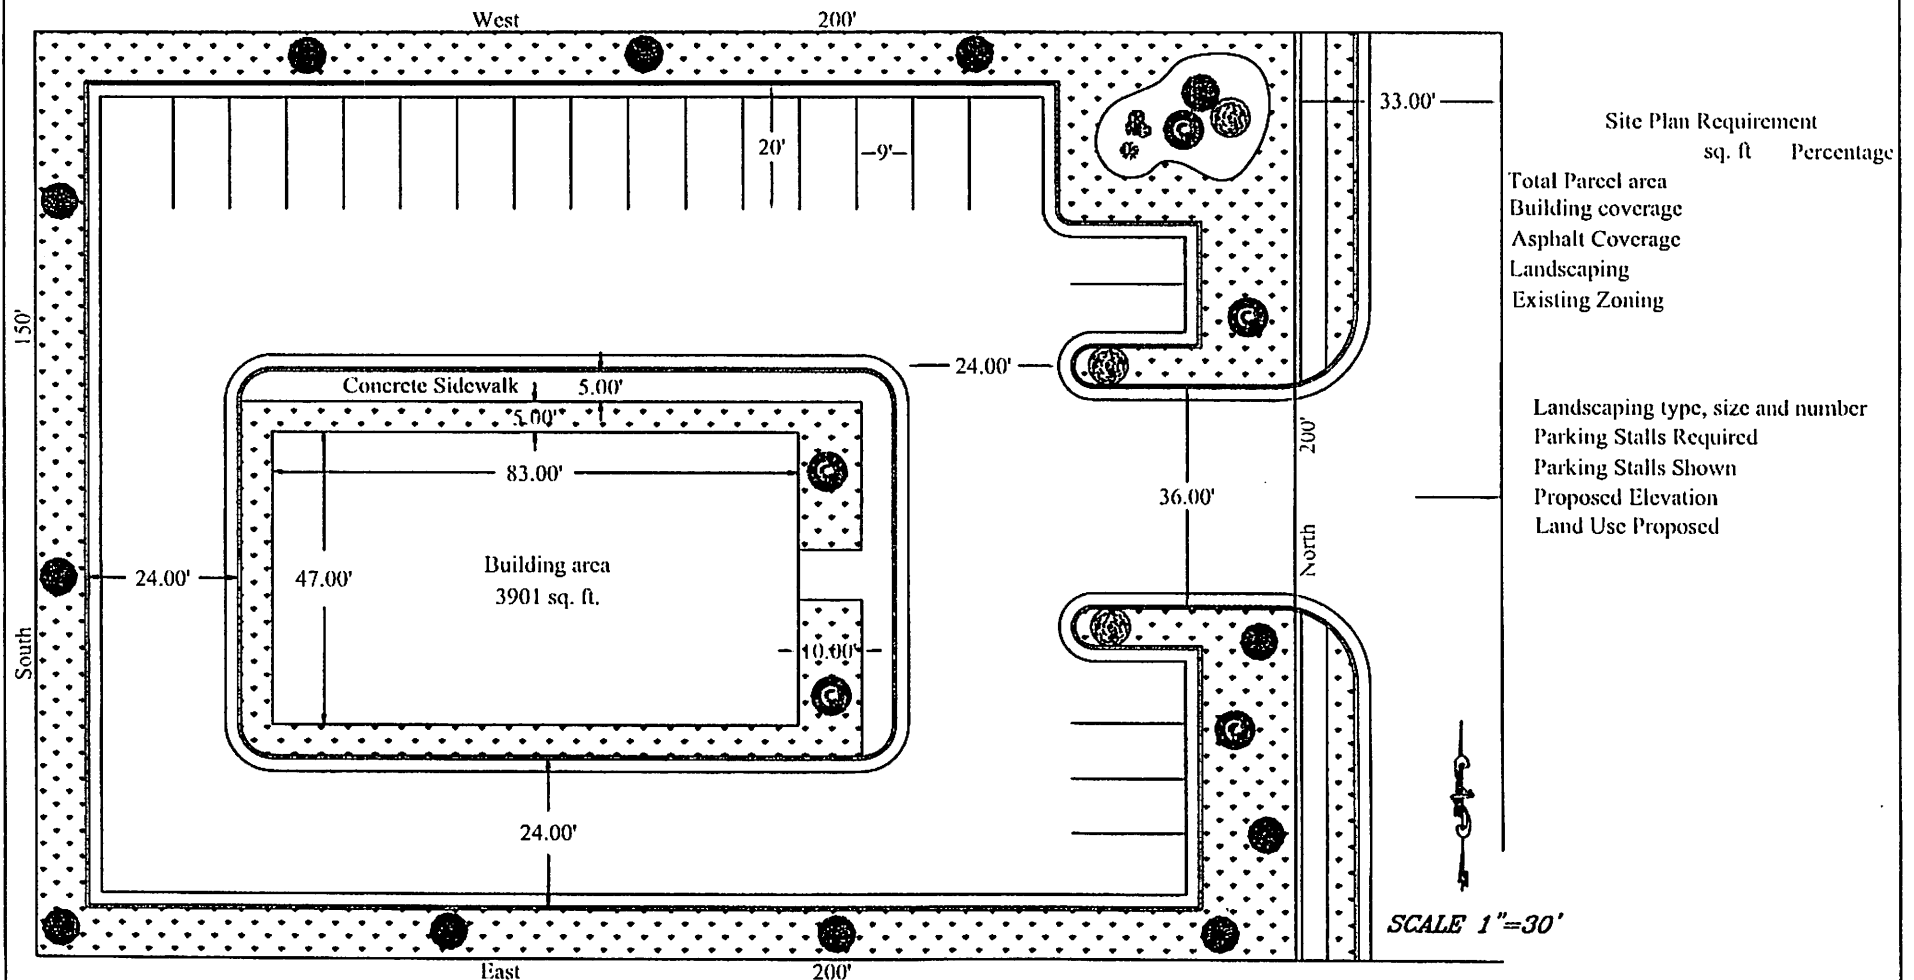 West 200'
33.00'
Site Plan Requirement
sq. ft Percentage
Total Parcel area
Building coverage
Asphalt Coverage
Landscaping
Existing Zoning
20'
9'
150'
South
24.00'
Concrete Sidewalk 5.00'
5.00'
83.00'
200'
North
36.00'
Landscaping type, size and number
Parking Stalls Required
Parking Stalls Shown
Proposed Elevation
Land Use Proposed
24.00'
47.00'
Building area
3901 sq. ft.
10.00'
24.00'
SCALE 1"=30'
East 200'